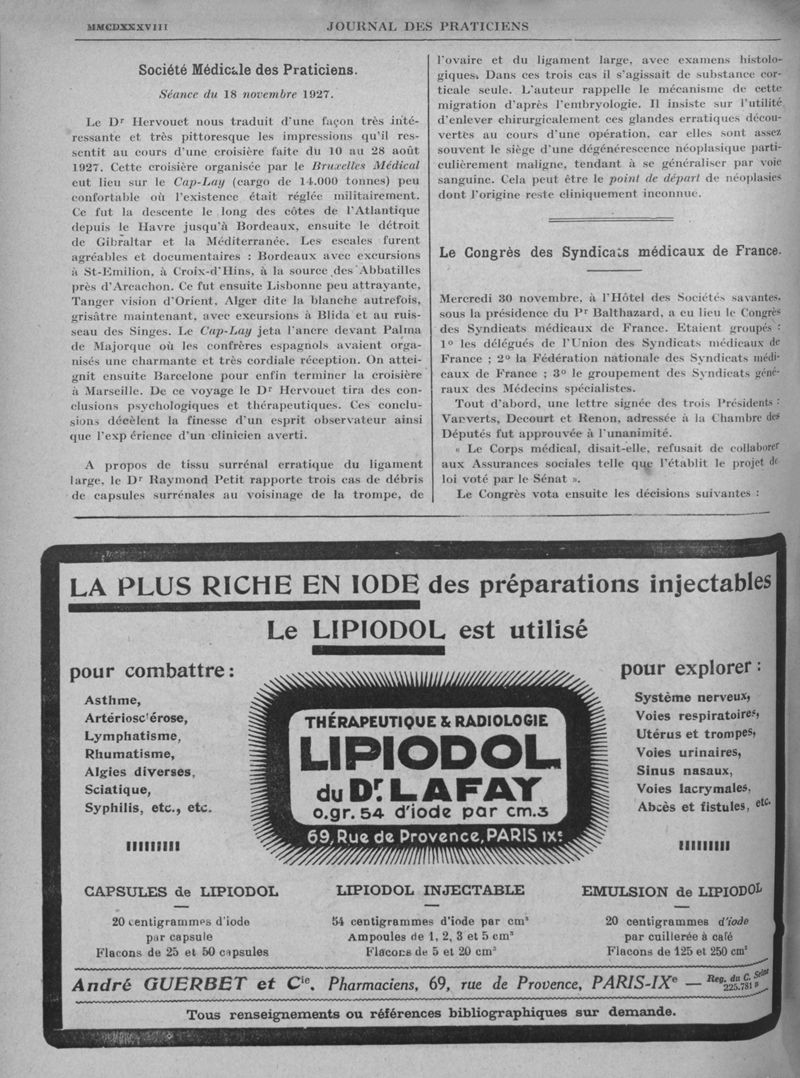 MMCDXXXVIII
JOURNAL DES PRATICIENS
Société Médicale des Praticiens.
Séance du 18 novembre 1927.
Le Dr Hervouet nous traduit d'une façon très inté-
ressante et très pittoresque les impressions qu'il res-
sentit au cours d'une croisière faite du 10 au 28 août
1927. Cette croisière organisée par le Bruxelles Médical
eut lieu sur le Cap-Lay (cargo de 14.000 tonnes) peu
confortable où l'existence était réglée militairement.
Ce fut la descente le long des côtes de l'Atlantique
depuis le Havre jusqu'à Bordeaux, ensuite le détroit
de Gibraltar et la Méditerranée. Les escales furent
agréables et documentaires : Bordeaux avec excursions
à St-Emilion, à Croix-d'Hins, à la source des Abbatilles
près d'Arcachon. Ce fut ensuite Lisbonne peu attrayante,
Tanger vision d'Orient, Alger dite la blanche autrefois,
grisâtre maintenant, avec excursions à Blida et au ruis-
seau des Singes. Le Cap-Lay jeta l'ancre devant Palma
de Majorque où les confrères espagnols avaient orga-
nisés une charmante et très cordiale réception. On attei-
gnit ensuite Barcelone pour enfin terminer la croisière
à Marseille. De ce voyage le Dr Hervouet tira des con-
clusions psychologiques et thérapeutiques. Ces conclu-
sions décèlent la finesse d'un esprit observateur ainsi
que l'exp érience d'un clinicien averti.
A propos de tissu surrénal erratique du ligament
large, le Dr Raymond Petit rapporte trois cas de débris
de capsules surrénales au voisinage de la trompe, de
l'ovaire et du ligament large, avec examens histolo-
giques. Dans ces trois cas il s'agissait de substance cor-
ticale seule. L'auteur rappelle le mécanisme de cette
migration d'après l'embryologie. Il insiste sur l'utilité
d'enlever chirurgicalement ces glandes erratiques décou-
vertes au cours d'une opération, car elles sont assez
souvent le siège d'une dégénérescence néoplasique parti-
culièrement maligne, tendant à se généraliser par voie
sanguine. Cela peut être le point de départ de néoplasies
dont l'origine reste cliniquement inconnue.
Le Congrès des Syndicats médicaux de France.
Mercredi 30 novembre, à l'Hôtel des Sociétés savantes,
sous la présidence du Pr Balthazard, a eu lieu le Congrès
des Syndicats médicaux de France. Etaient groupés :
1º les délégués de l'Union des Syndicats médicaux de
France ; 2º la Fédération nationale des Syndicats médi-
caux de France ; 3º le groupement des Syndicats géné-
raux des Médecins spécialistes.
Tout d'abord, une lettre signée des trois Présidents :
Vanverts, Decourt et Renon, adressée à la Chambre des
Députés fut approuvée à l'unanimité.
« Le Corps médical, disait-elle, refusait de collaborer
aux Assurances sociales telle que l'établit le projet de
loi voté par le Sénat ».
Le Congrès vota ensuite les décisions suivantes :
LA PLUS RICHE EN IODE des préparations injectables
Le LIPIODOL est utilisé
pour combattre :
Asthme,
Artériosclérose,
Lymphatisme,
Rhumatisme,
Algies diverses,
Sciatique,
Syphilis, etc., etc.
THÉRAPEUTIQUE & RADIOLOGIE
LIPIODOL
du Dr. LAFAY
0.gr. 54 d'iode par cm.3
69, Rue de Provence, PARIS IXe
pour explorer :
Système nerveux,
Voies respiratoires,
Utérus et trompes,
Voies urinaires,
Sinus nasaux,
Voies lacrymales,
Abcès et fistules, etc.
CAPSULES de LIPIODOL
20 centigrammes d'iode
par capsule
Flacons de 25 et 50 capsules
LIPIODOL INJECTABLE
54 centigrammes d'iode par cm³
Ampoules de 1, 2, 3 et 5 cm³
Flacons de 5 et 20 cm³
EMULSION de LIPIODOL
20 centigrammes d'iode
par cuillerée à café
Flacons de 125 et 250 cm³
André GUERBET et Cie, Pharmaciens, 69, rue de Provence, PARIS-IXe — Reg. du C. Seine 225.781 B
Tous renseignements ou références bibliographiques sur demande.